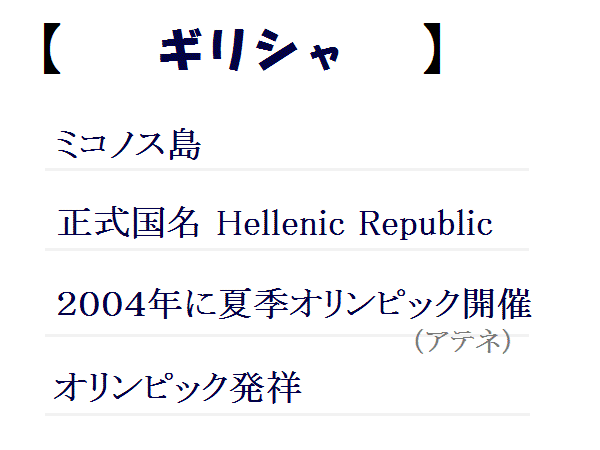 【 ギリシャ 】
ミコノス島
正式国名 Hellenic Republic
2004年に夏季オリンピック開催
(アテネ)
オリンピック発祥